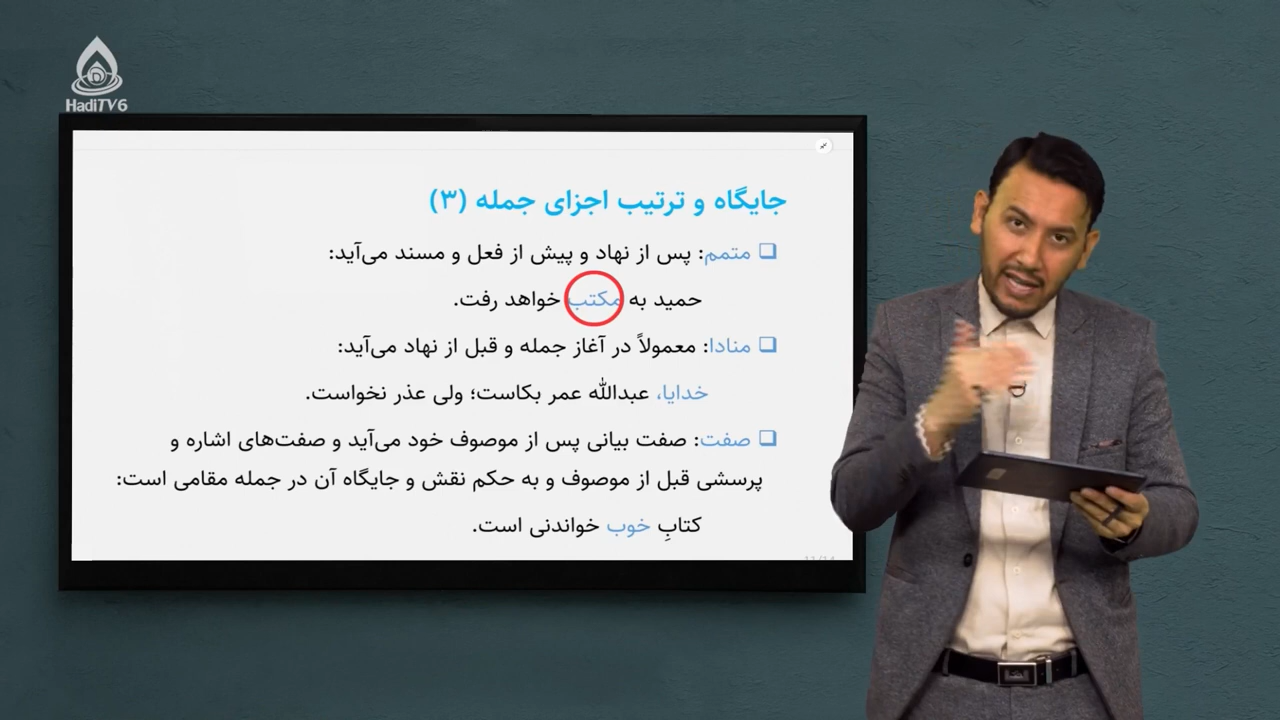 HadiTV6
جایگاه و ترتیب اجزای جمله (۳)
متمم: پس از نهاد و پیش از فعل و مسند می‌آید:
حمید به مکتب خواهد رفت.
منادا: معمولاً در آغاز جمله و قبل از نهاد می‌آید:
خدایا، عبدالله عمر بکاست؛ ولی عذر نخواست.
صفت: صفت بیانی پس از موصوف خود می‌آید و صفت‌های اشاره و
پرسشی قبل از موصوف و به حکم نقش و جایگاه آن در جمله مقامی است:
کتابِ خوب خواندنی است.